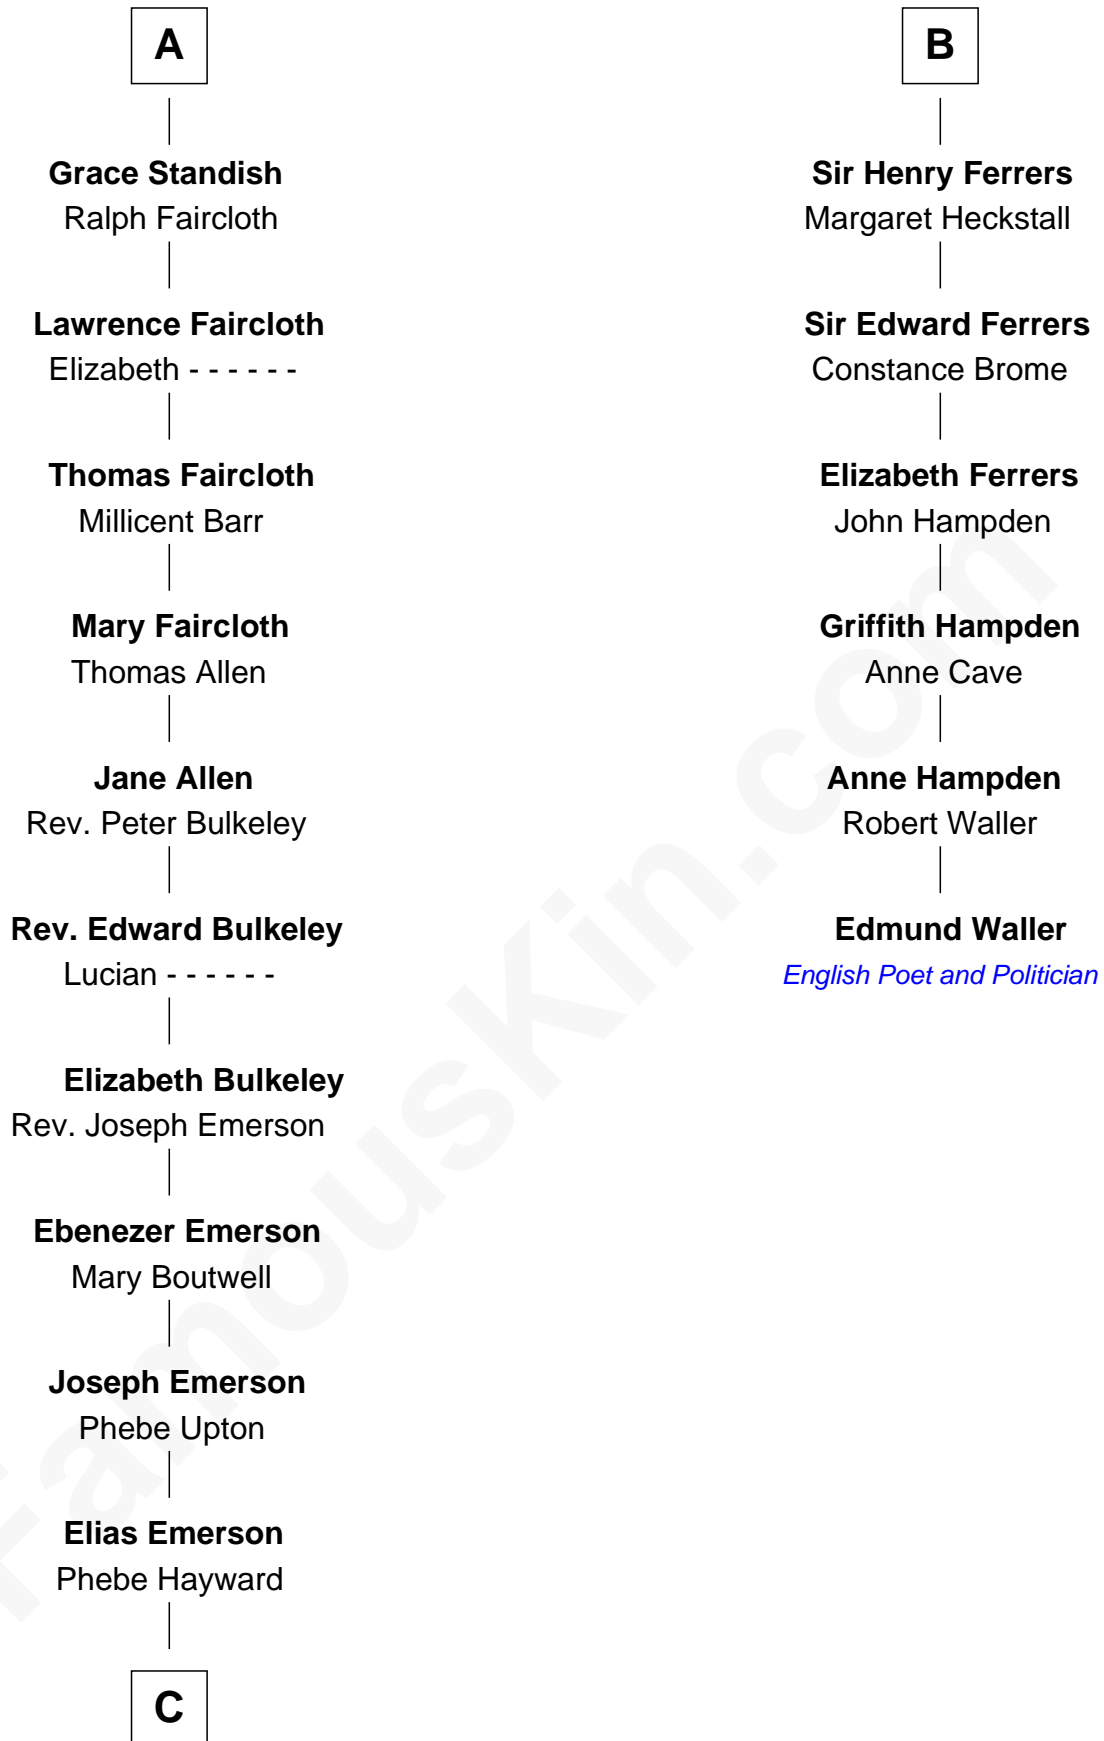 A
Grace Standish
Ralph Faircloth
Lawrence Faircloth
Elizabeth - - - - - -
Thomas Faircloth
Millicent Barr
Mary Faircloth
Thomas Allen
Jane Allen
Rev. Peter Bulkeley
Rev. Edward Bulkeley
Lucian - - - - - -
Elizabeth Bulkeley
Rev. Joseph Emerson
Ebenezer Emerson
Mary Boutwell
Joseph Emerson
Phebe Upton
Elias Emerson
Phebe Hayward
C
B
Sir Henry Ferrers
Margaret Heckstall
Sir Edward Ferrers
Constance Brome
Elizabeth Ferrers
John Hampden
Griffith Hampden
Anne Cave
Anne Hampden
Robert Waller
Edmund Waller
English Poet and Politician
FamousKin.com